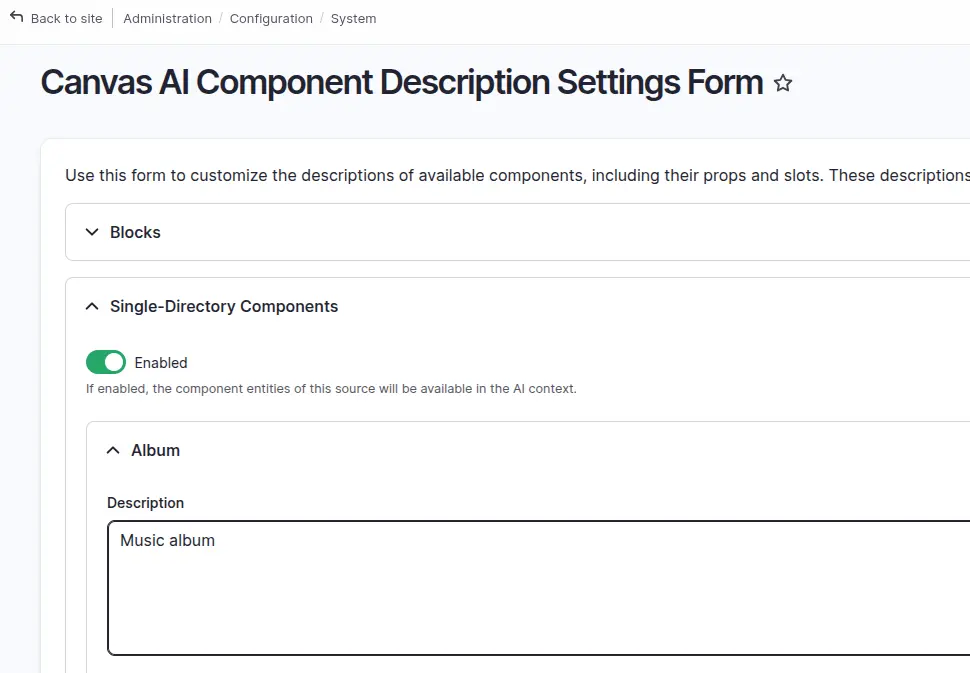 Back to site Administration / Configuration / System
Canvas AI Component Description Settings Form
Use this form to customize the descriptions of available components, including their props and slots. These descriptions
Blocks
Single-Directory Components
Enabled
If enabled, the component entities of this source will be available in the AI context.
Album
Description
Music album